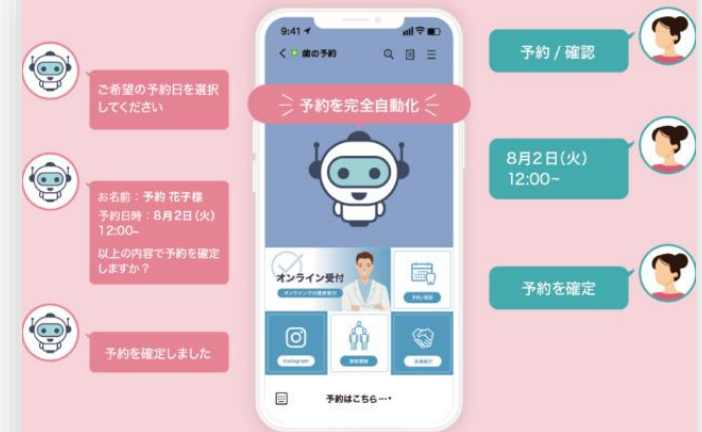 9:41
歯の予約
予約 / 確認
ご希望の予約日を選択
してください
予約を完全自動化
8月2日(火)
12:00~
お名前：予約 花子様
予約日時：8月2日(火)
12:00~
以上の内容で予約を確定
しますか？
オンライン受付
予約/確認
予約を確定
予約を確定しました
Instagram
予約はこちら…・